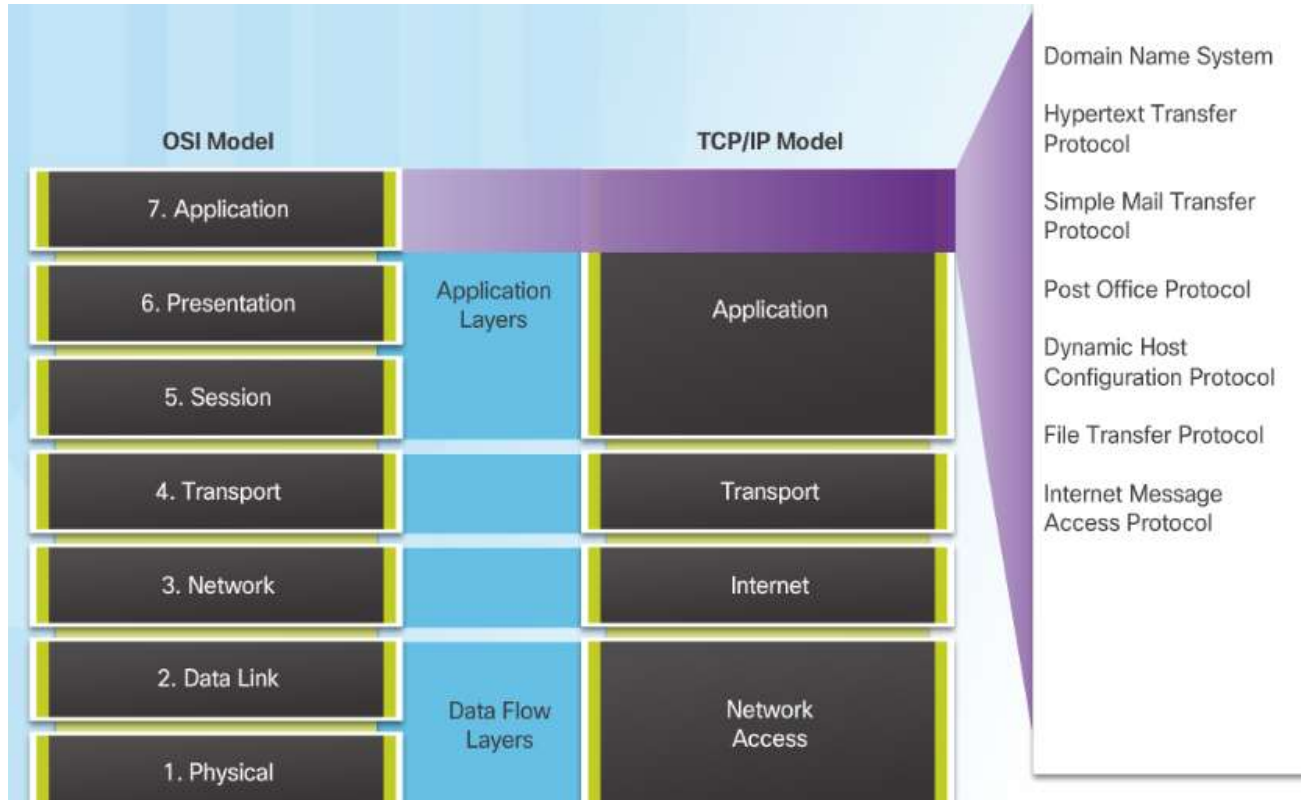 OSI Model
7. Application
6. Presentation
5. Session
4. Transport
3. Network
2. Data Link
1. Physical
Application
Layers
Data Flow
Layers
TCP/IP Model
Application
Transport
Internet
Network
Access
Domain Name System
Hypertext Transfer
Protocol
Simple Mail Transfer
Protocol
Post Office Protocol
Dynamic Host
Configuration Protocol
File Transfer Protocol
Internet Message
Access Protocol